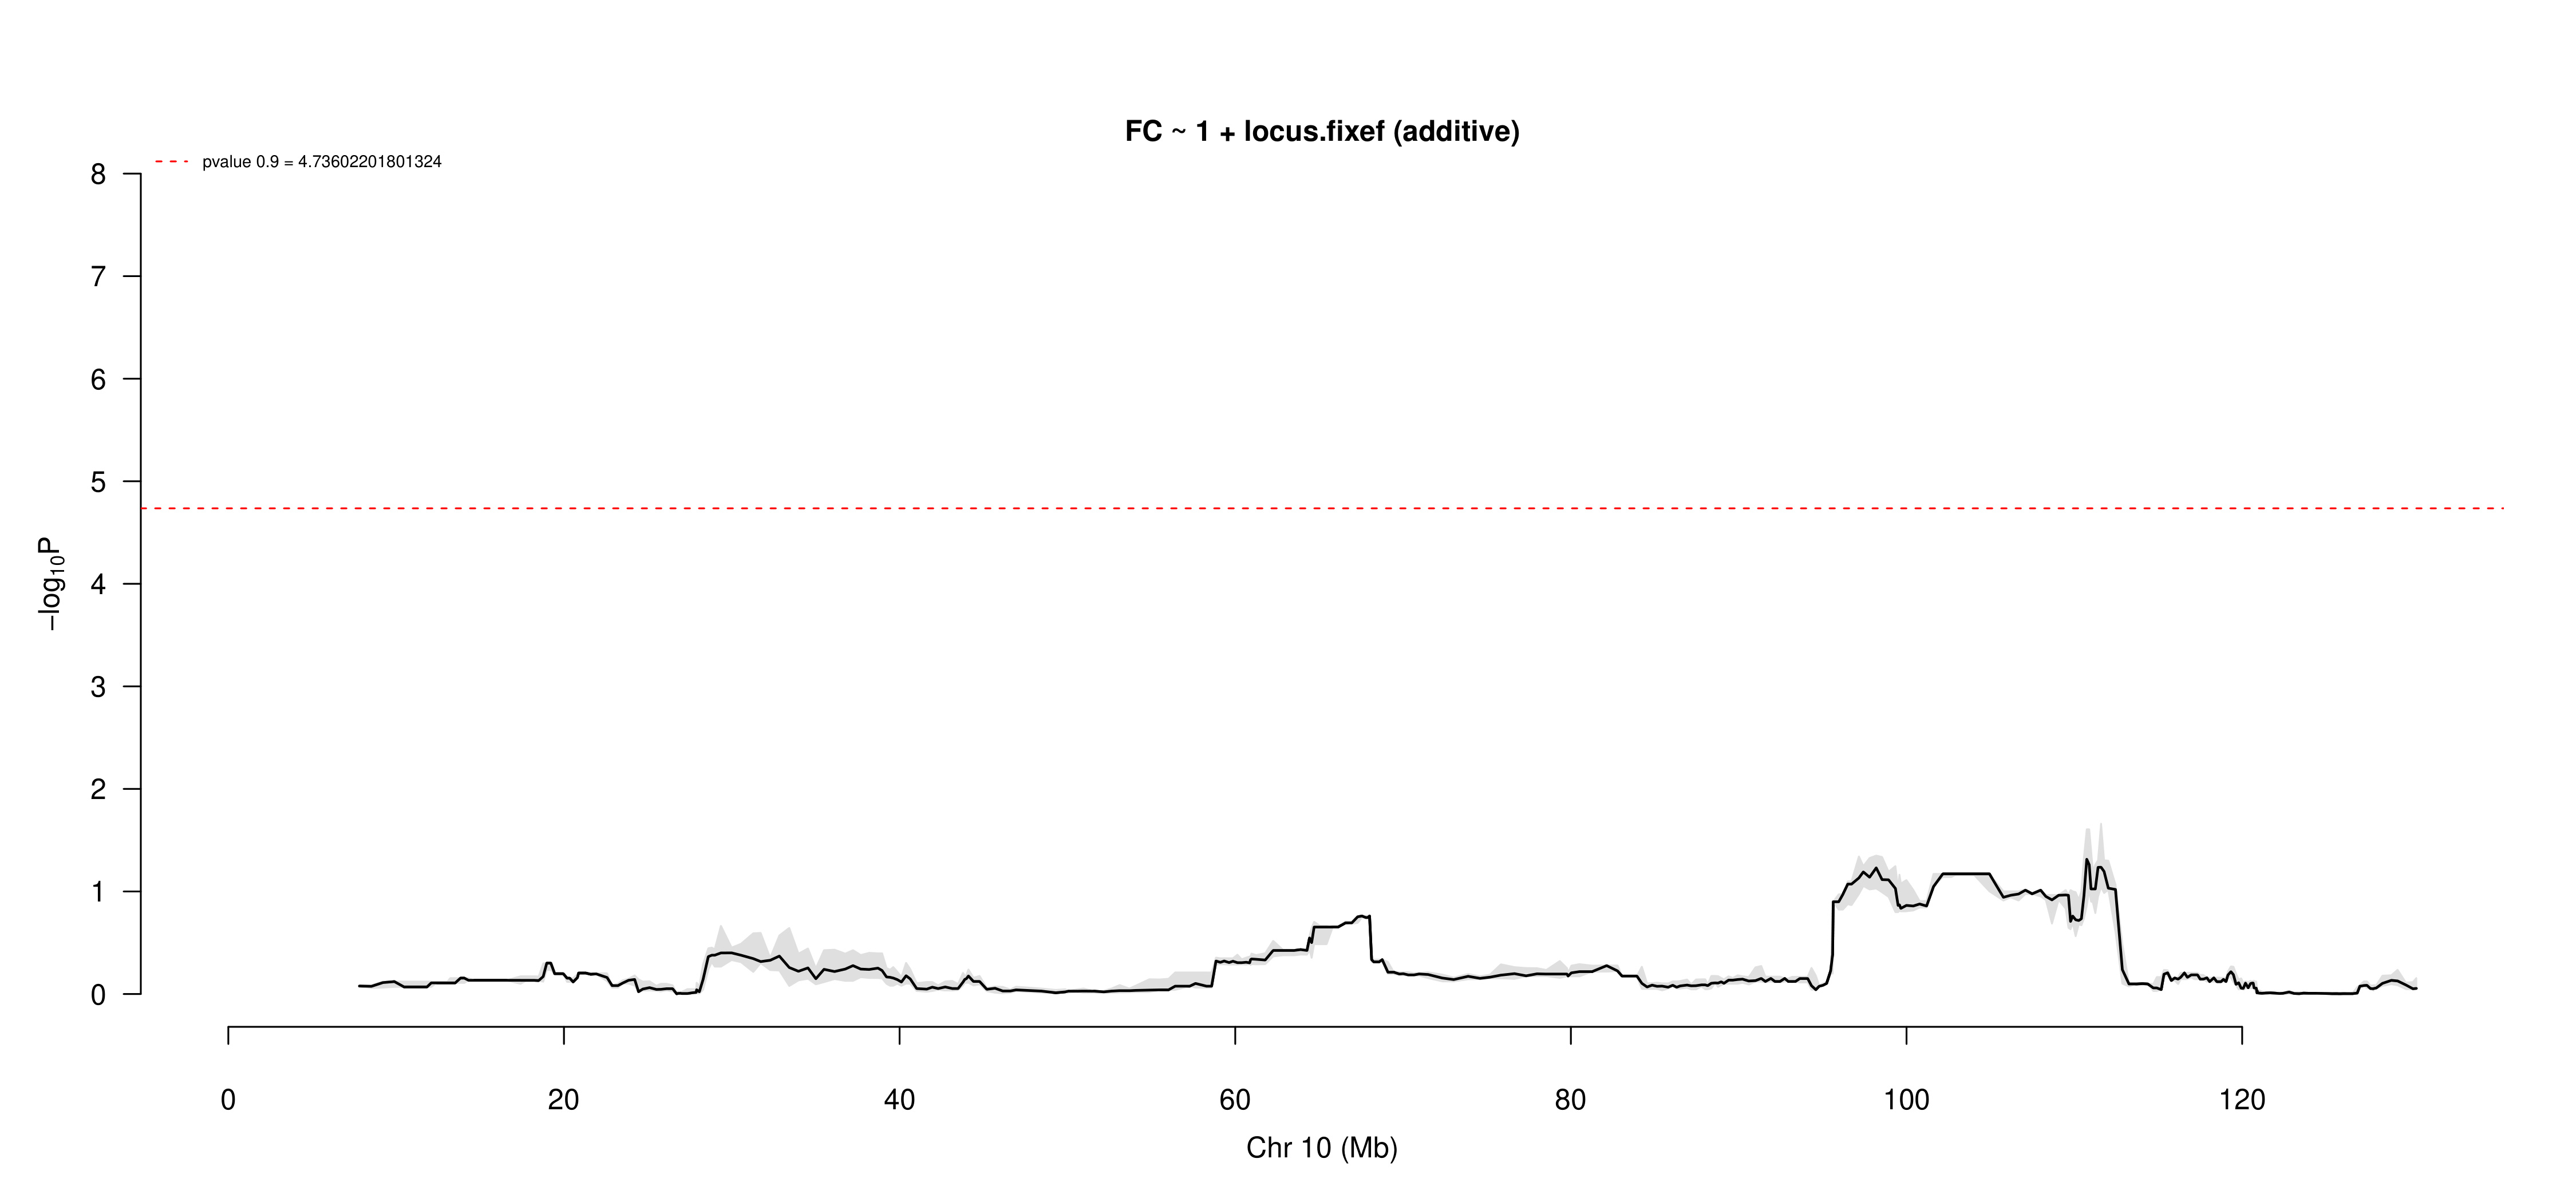 FC ~ 1 + locus.fixef (additive)
pvalue 0.9 = 4.73602201801324
8
7
6
5
4
3
2
1
0
−log10P
0 20 40 60 80 100 120
Chr 10 (Mb)